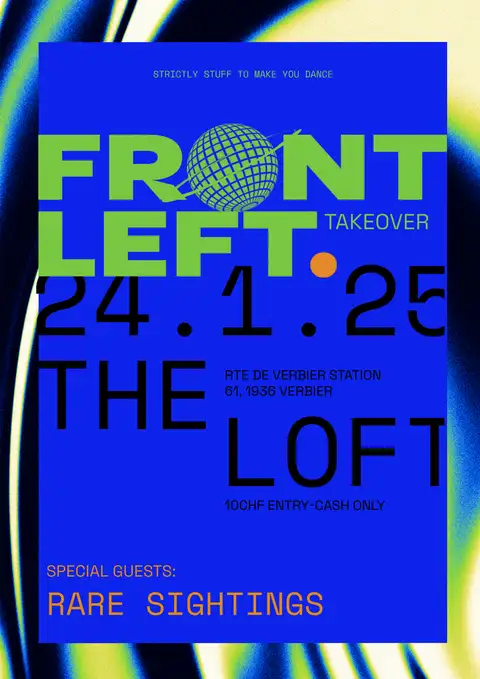 STRICTLY STUFF TO MAKE YOU DANCE
FRONT
LEFT.
TAKEOVER
24.1.25
THE
RTE DE VERBIER STATION
61, 1936 VERBIER
LOFT
10CHF ENTRY-CASH ONLY
SPECIAL GUESTS:
RARE SIGHTINGS